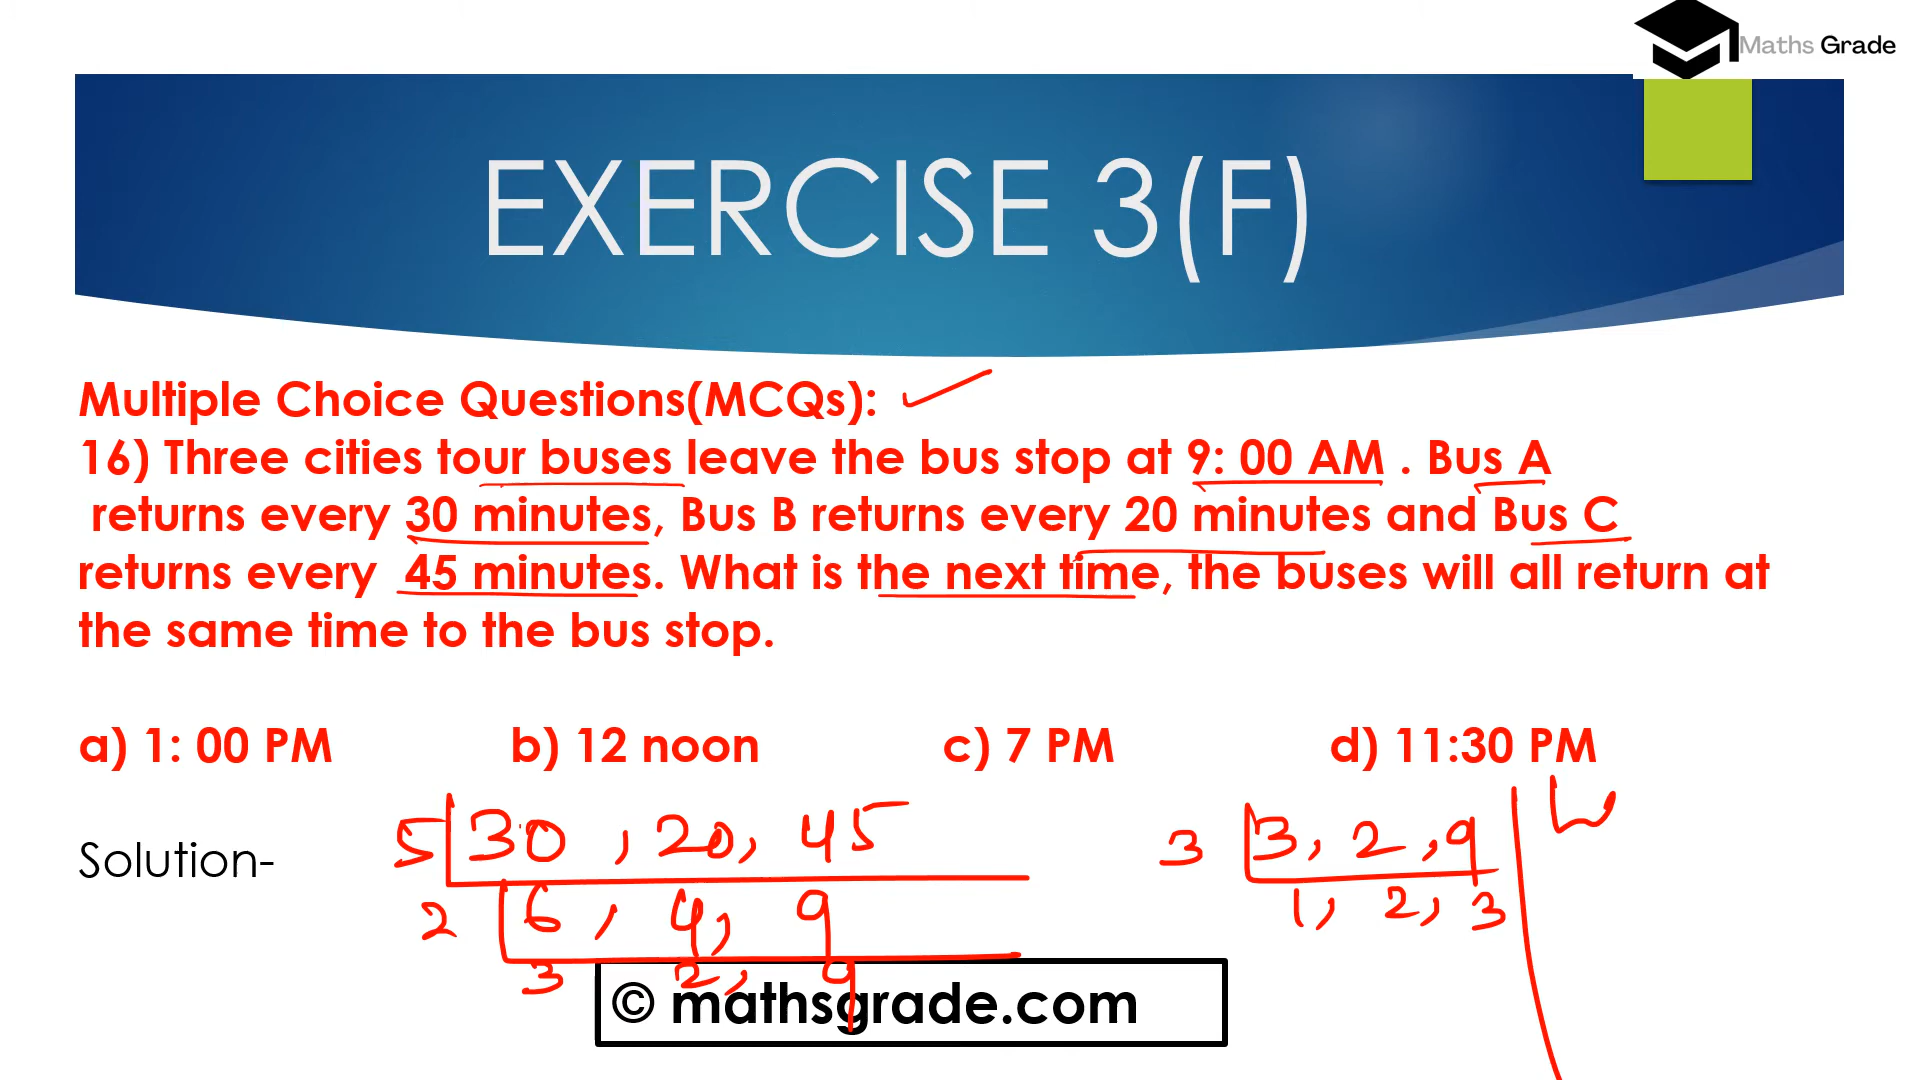 Maths Grade
EXERCISE 3(F)
Multiple Choice Questions(MCQs):
16) Three cities tour buses leave the bus stop at 9: 00 AM . Bus A
returns every 30 minutes, Bus B returns every 20 minutes and Bus C
returns every 45 minutes. What is the next time, the buses will all return at
the same time to the bus stop.
a) 1: 00 PM b) 12 noon c) 7 PM d) 11:30 PM
Solution-
5 30 , 20, 45
2 6, 4, 9
3 2, 9
3 3, 2, 9
1, 2, 3
L
© mathsgrade.com